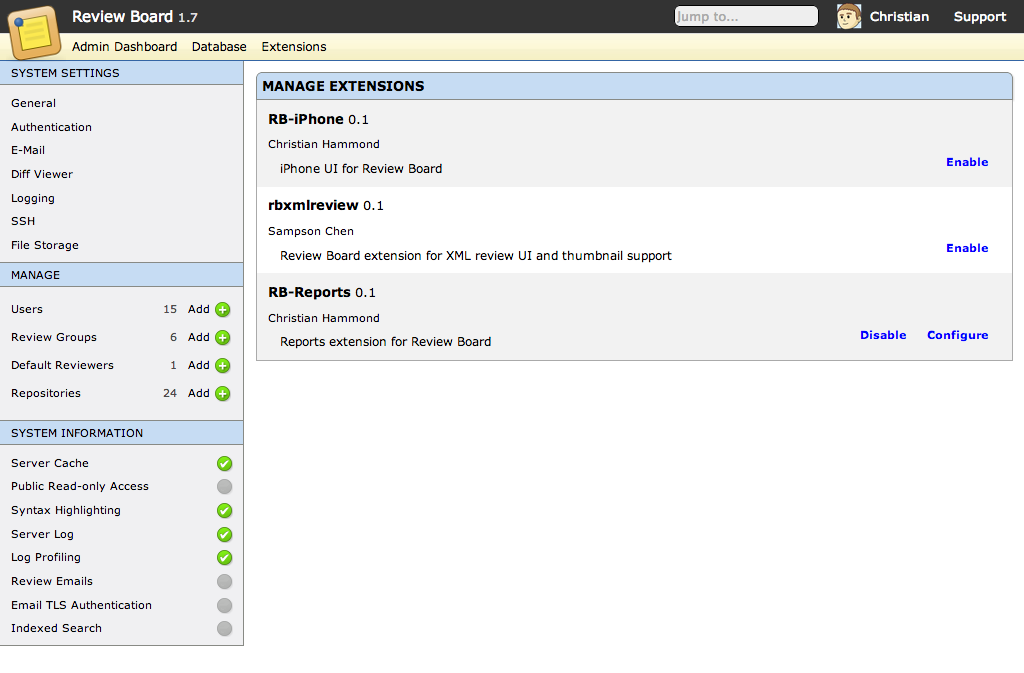 Review Board 1.7
Jump to...
Christian
Support
Admin Dashboard Database Extensions
SYSTEM SETTINGS
General
Authentication
E-Mail
Diff Viewer
Logging
SSH
File Storage
MANAGE
Users 15 Add
Review Groups 6 Add
Default Reviewers 1 Add
Repositories 24 Add
SYSTEM INFORMATION
Server Cache
Public Read-only Access
Syntax Highlighting
Server Log
Log Profiling
Review Emails
Email TLS Authentication
Indexed Search
MANAGE EXTENSIONS
RB-iPhone 0.1
Christian Hammond
iPhone UI for Review Board
Enable
rbxmlreview 0.1
Sampson Chen
Review Board extension for XML review UI and thumbnail support
Enable
RB-Reports 0.1
Christian Hammond
Reports extension for Review Board
Disable Configure